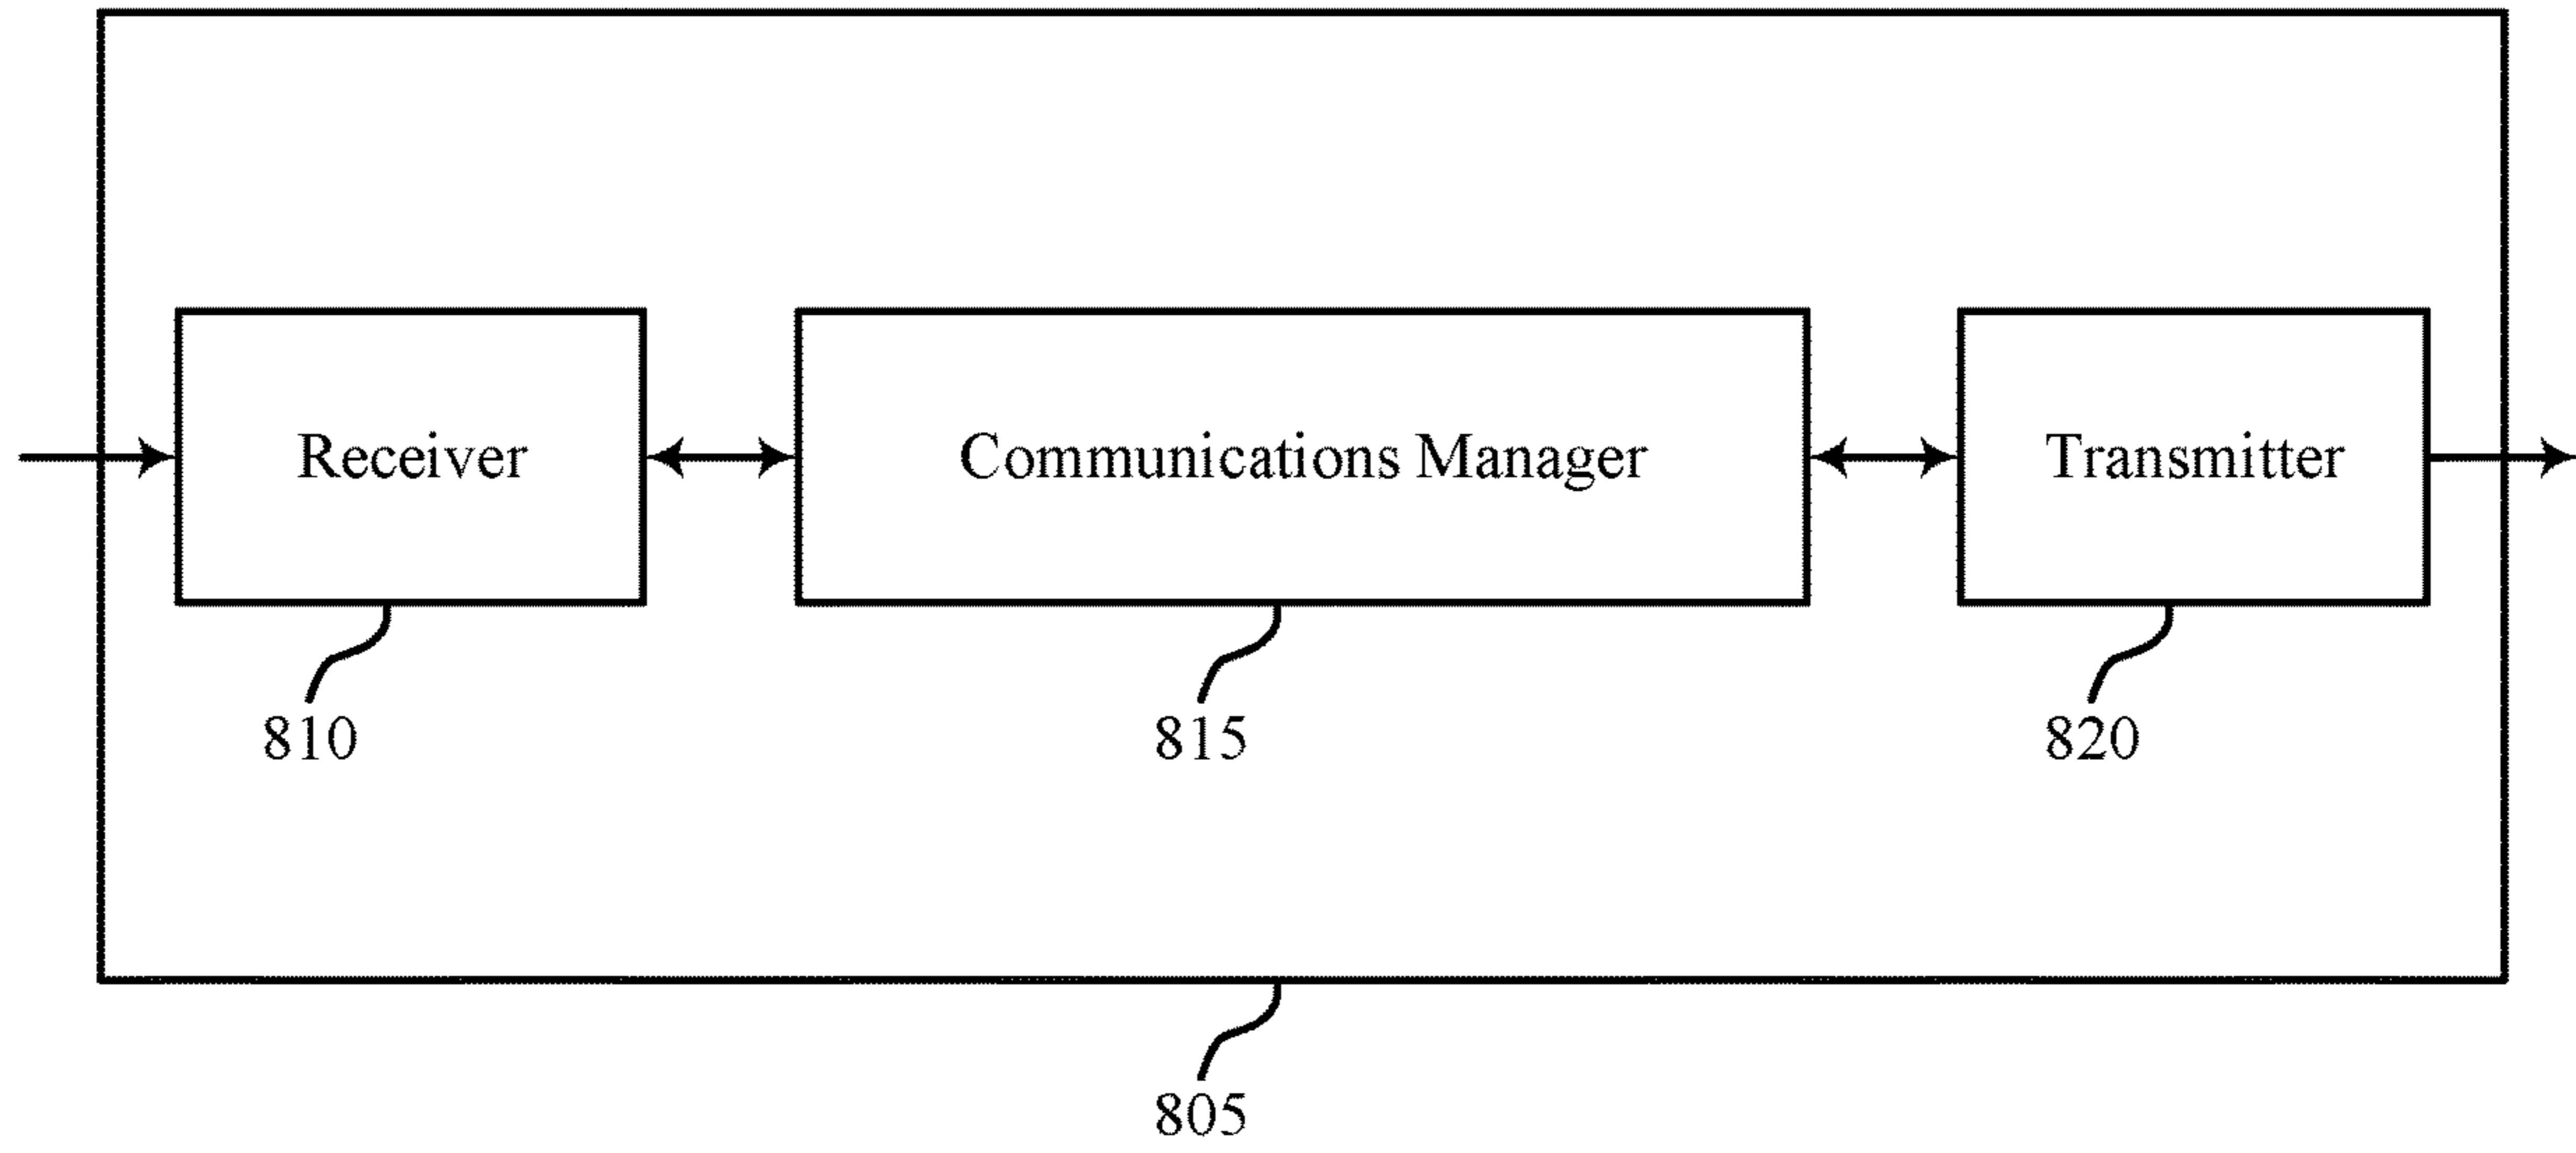 Receiver
Communications Manager
Transmitter
810
815
820
805